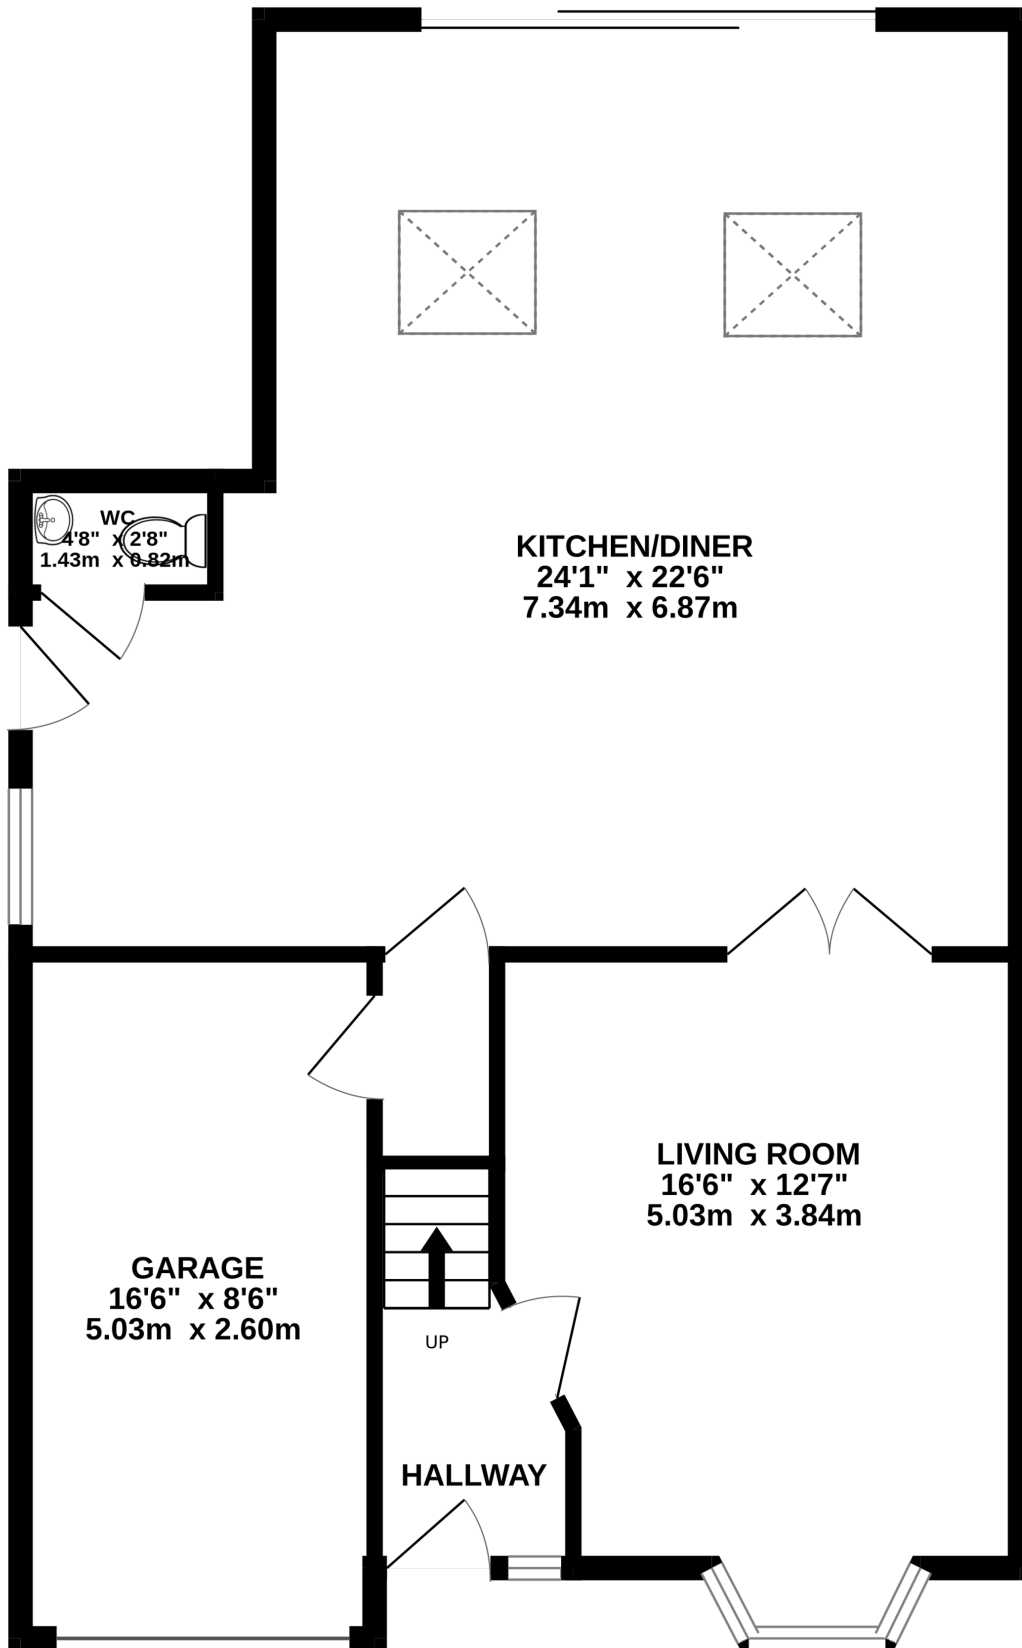 WC
4'8" x 2'8"
1.43m x 0.82m
KITCHEN/DINER
24'1" x 22'6"
7.34m x 6.87m
LIVING ROOM
16'6" x 12'7"
5.03m x 3.84m
GARAGE
16'6" x 8'6"
5.03m x 2.60m
UP
HALLWAY